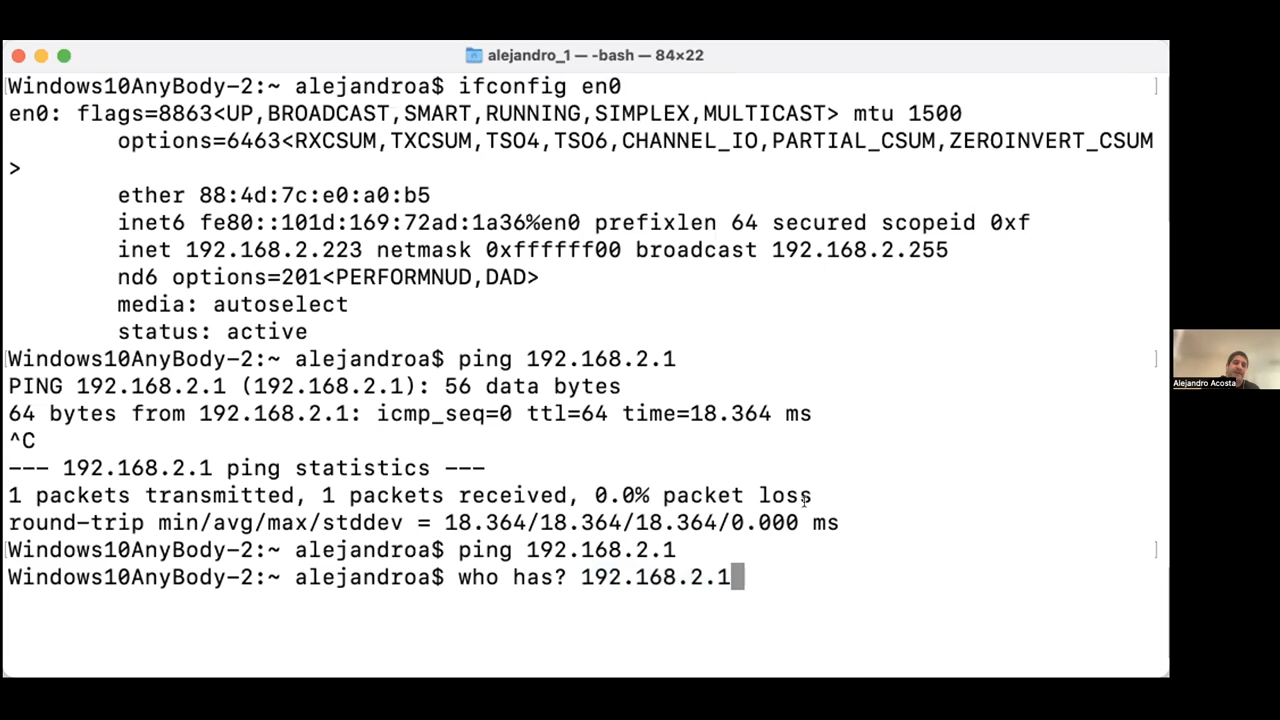 alejandro_1 — -bash — 84×22
Windows10AnyBody-2:~ alejandroa$ ifconfig en0
en0: flags=8863<UP,BROADCAST,SMART,RUNNING,SIMPLEX,MULTICAST> mtu 1500
options=6463<RXCSUM,TXCSUM,TSO4,TSO6,CHANNEL_IO,PARTIAL_CSUM,ZEROINVERT_CSUM
>
ether 88:4d:7c:e0:a0:b5
inet6 fe80::101d:169:72ad:1a36%en0 prefixlen 64 secured scopeid 0xf
inet 192.168.2.223 netmask 0xffffff00 broadcast 192.168.2.255
nd6 options=201<PERFORMNUD,DAD>
media: autoselect
status: active
Windows10AnyBody-2:~ alejandroa$ ping 192.168.2.1
PING 192.168.2.1 (192.168.2.1): 56 data bytes
64 bytes from 192.168.2.1: icmp_seq=0 ttl=64 time=18.364 ms
^C
--- 192.168.2.1 ping statistics ---
1 packets transmitted, 1 packets received, 0.0% packet loss
round-trip min/avg/max/stddev = 18.364/18.364/18.364/0.000 ms
Windows10AnyBody-2:~ alejandroa$ ping 192.168.2.1
Windows10AnyBody-2:~ alejandroa$ who has? 192.168.2.1
Alejandro Acosta